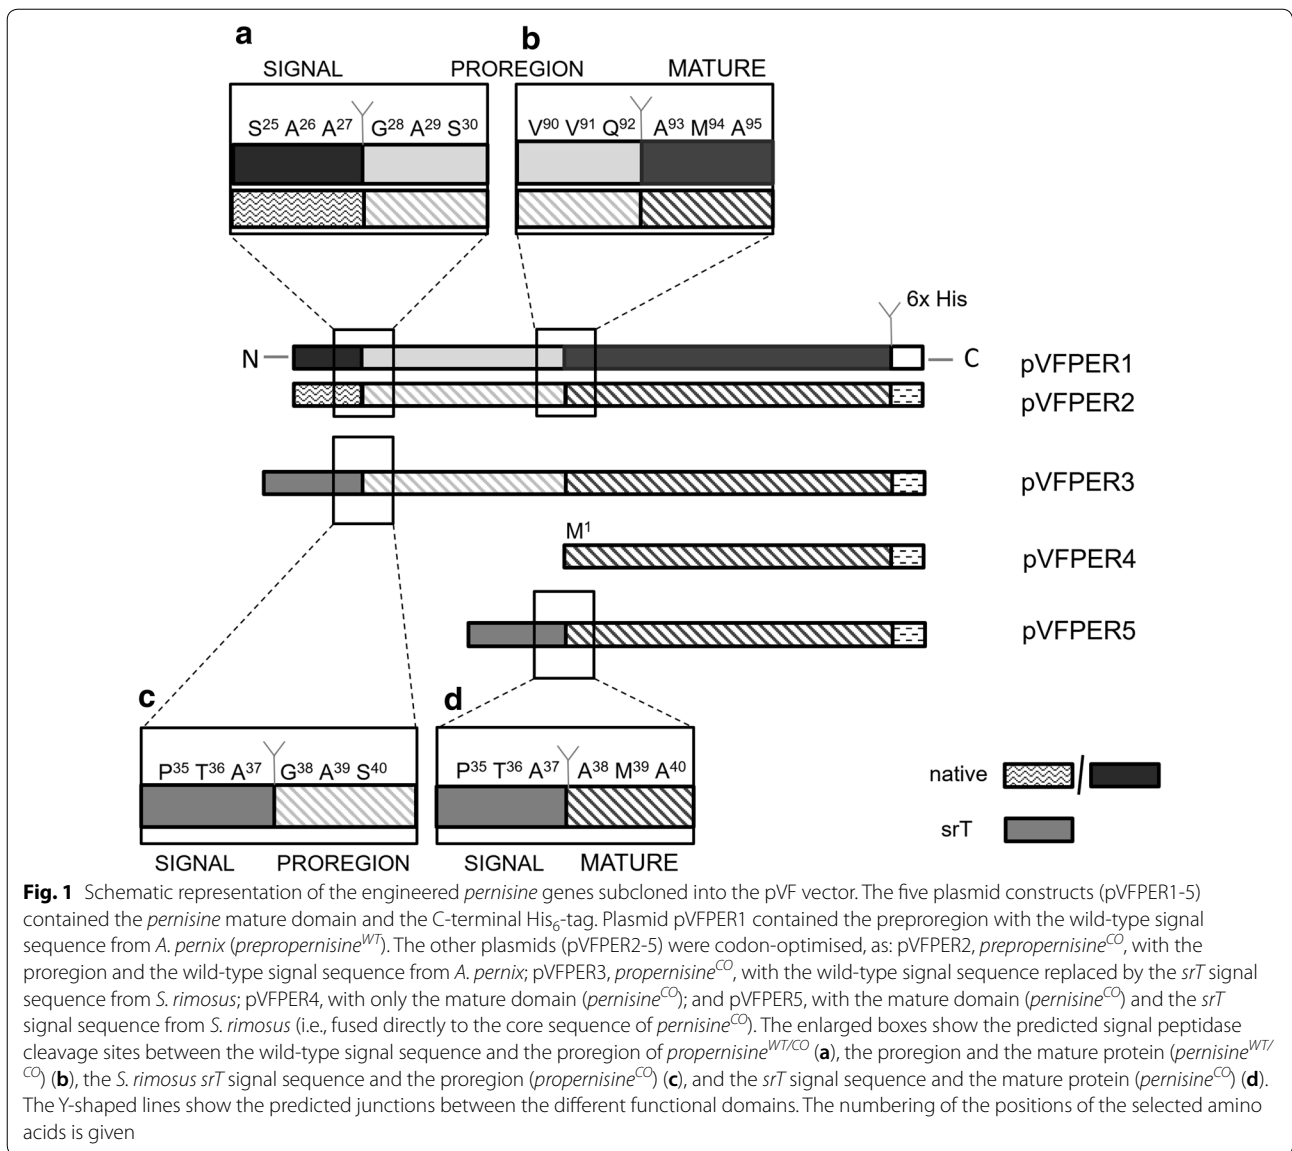 a
b
SIGNAL PROREGION MATURE
S25 A26 A27 G28 A29 S30
V90 V91 Q92 A93 M94 A95
6x His
N C pVFPER1
pVFPER2
pVFPER3
M1
pVFPER4
pVFPER5
c
d
P35 T36 A37 G38 A39 S40
P35 T36 A37 A38 M39 A40
SIGNAL PROREGION
SIGNAL MATURE
native /
srT
Fig. 1 Schematic representation of the engineered pernisine genes subcloned into the pVF vector. The five plasmid constructs (pVFPER1-5)
contained the pernisine mature domain and the C-terminal His6-tag. Plasmid pVFPER1 contained the preproregion with the wild-type signal
sequence from A. pernix (prepropernisineWT). The other plasmids (pVFPER2-5) were codon-optimised, as: pVFPER2, prepropernisineCO, with the
proregion and the wild-type signal sequence from A. pernix; pVFPER3, propernisineCO, with the wild-type signal sequence replaced by the srT signal
sequence from S. rimosus; pVFPER4, with only the mature domain (pernisineCO); and pVFPER5, with the mature domain (pernisineCO) and the srT
signal sequence from S. rimosus (i.e., fused directly to the core sequence of pernisineCO). The enlarged boxes show the predicted signal peptidase
cleavage sites between the wild-type signal sequence and the proregion of propernisineWT/CO (a), the proregion and the mature protein (pernisineWT/
CO) (b), the S. rimosus srT signal sequence and the proregion (propernisineCO) (c), and the srT signal sequence and the mature protein (pernisineCO) (d).
The Y-shaped lines show the predicted junctions between the different functional domains. The numbering of the positions of the selected amino
acids is given